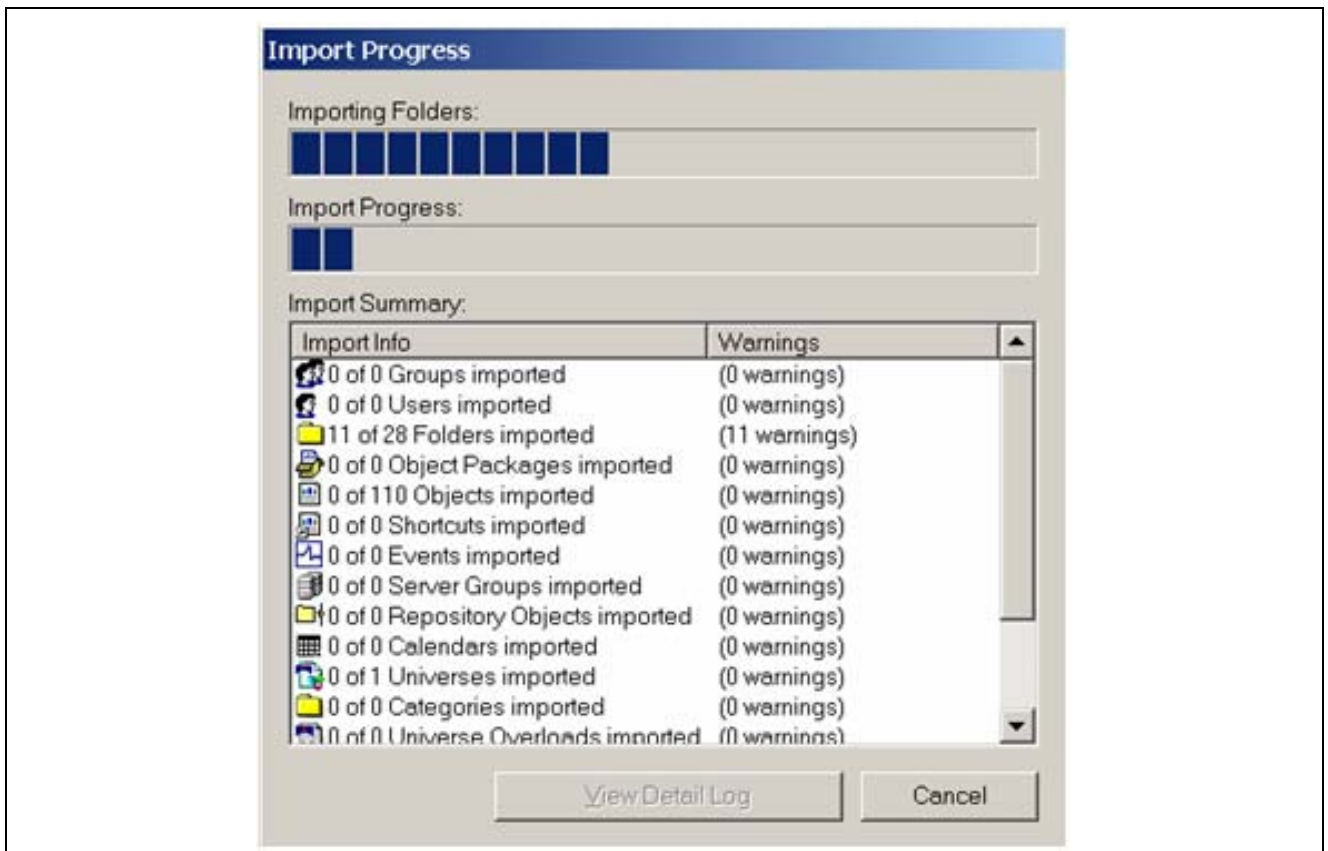 Import Progress
Importing Folders:
Import Progress:
Import Summary:
Import Info Warnings
0 of 0 Groups imported (0 warnings)
0 of 0 Users imported (0 warnings)
11 of 28 Folders imported (11 warnings)
0 of 0 Object Packages imported (0 warnings)
0 of 110 Objects imported (0 warnings)
0 of 0 Shortcuts imported (0 warnings)
0 of 0 Events imported (0 warnings)
0 of 0 Server Groups imported (0 warnings)
0 of 0 Repository Objects imported (0 warnings)
0 of 0 Calendars imported (0 warnings)
0 of 1 Universes imported (0 warnings)
0 of 0 Categories imported (0 warnings)
0 of 0 Universe Overloads imported (0 warnings)
View Detail Log Cancel